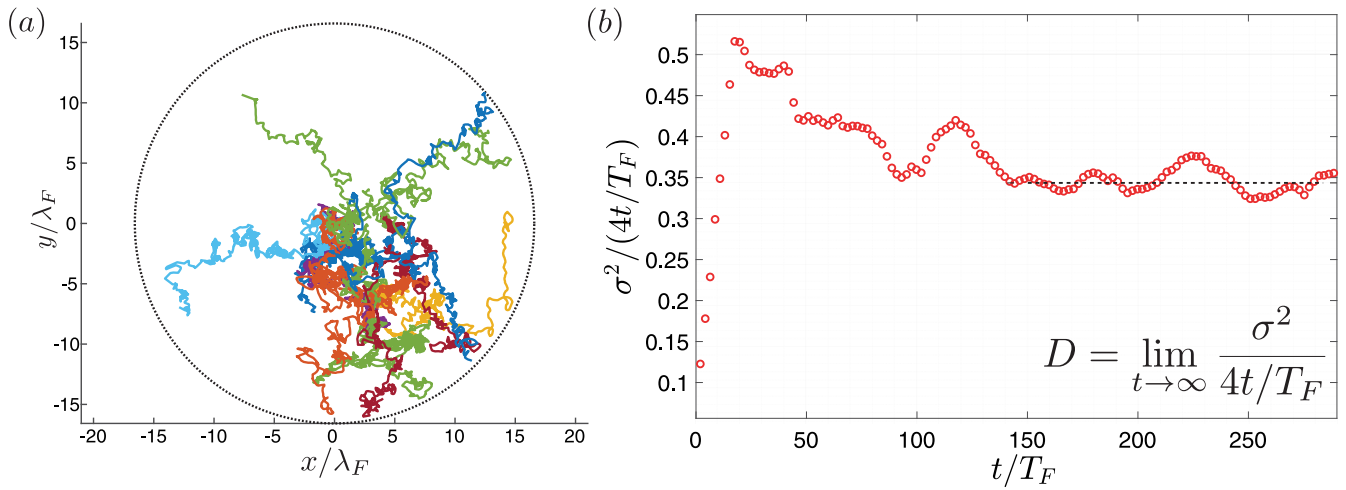 (a)
y/λ_F
15
10
5
0
-5
-10
-15
-20 -15 -10 -5 0 5 10 15 20
x/λ_F
(b)
σ²/(4t/T_F)
0.5
0.45
0.4
0.35
0.3
0.25
0.2
0.15
0.1
0 50 100 150 200 250
t/T_F
D = lim_{t→∞} σ²/(4t/T_F)